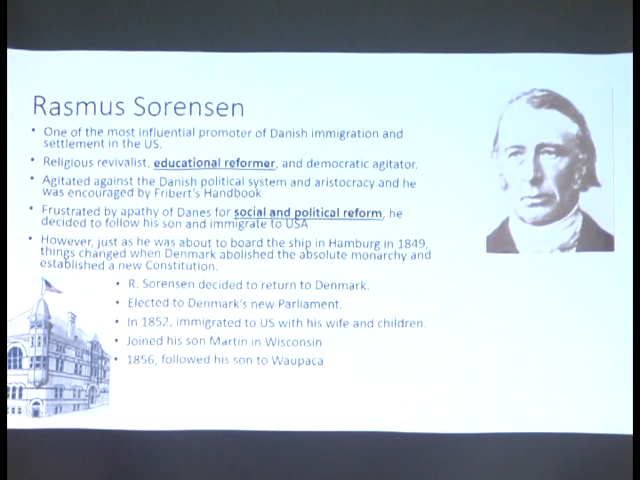 Rasmus Sorensen
• One of the most influential promoter of Danish immigration and
settlement in the US.
• Religious revivalist, educational reformer, and democratic agitator.
• Agitated against the Danish political system and aristocracy and he
was encouraged by Fribert's Handbook
• Frustrated by apathy of Danes for social and political reform, he
decided to follow his son and immigrate to USA
• However, just as he was about to board the ship in Hamburg in 1849,
things changed when Denmark abolished the absolute monarchy and
established a new Constitution.
• R. Sorensen decided to return to Denmark.
• Elected to Denmark's new Parliament.
• In 1852, immigrated to US with his wife and children.
• Joined his son Martin in Wisconsin
• 1856, followed his son to Waupaca